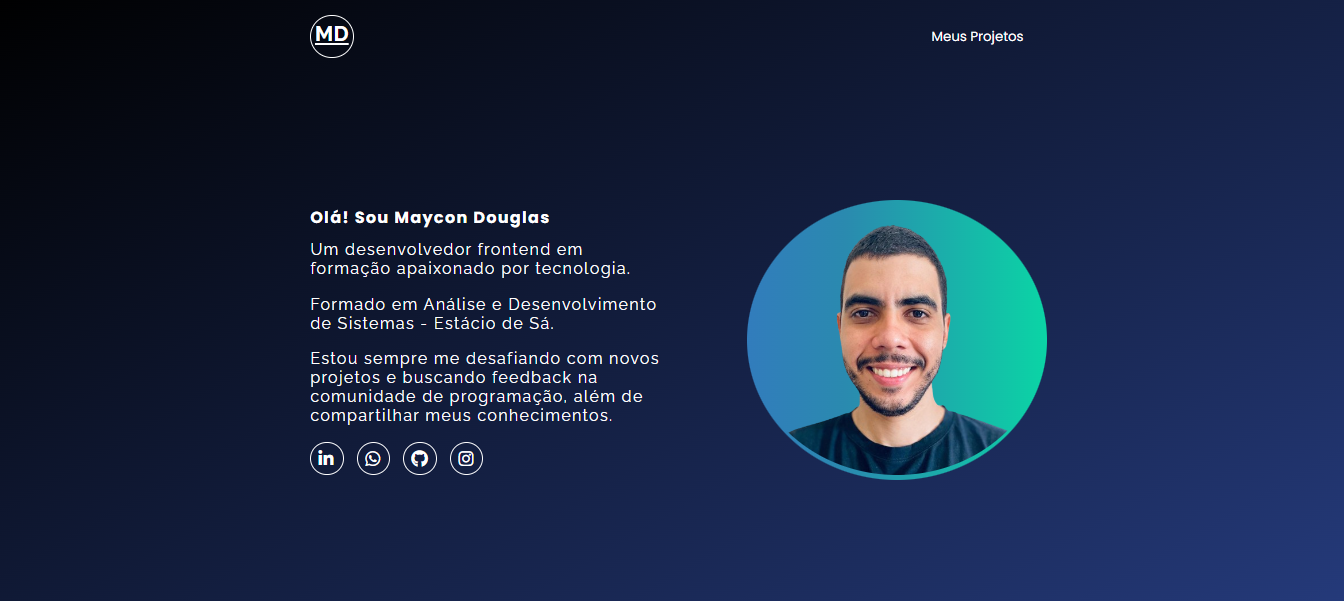 MD
Meus Projetos
Olá! Sou Maycon Douglas
Um desenvolvedor frontend em
formação apaixonado por tecnologia.
Formado em Análise e Desenvolvimento
de Sistemas - Estácio de Sá.
Estou sempre me desafiando com novos
projetos e buscando feedback na
comunidade de programação, além de
compartilhar meus conhecimentos.
in